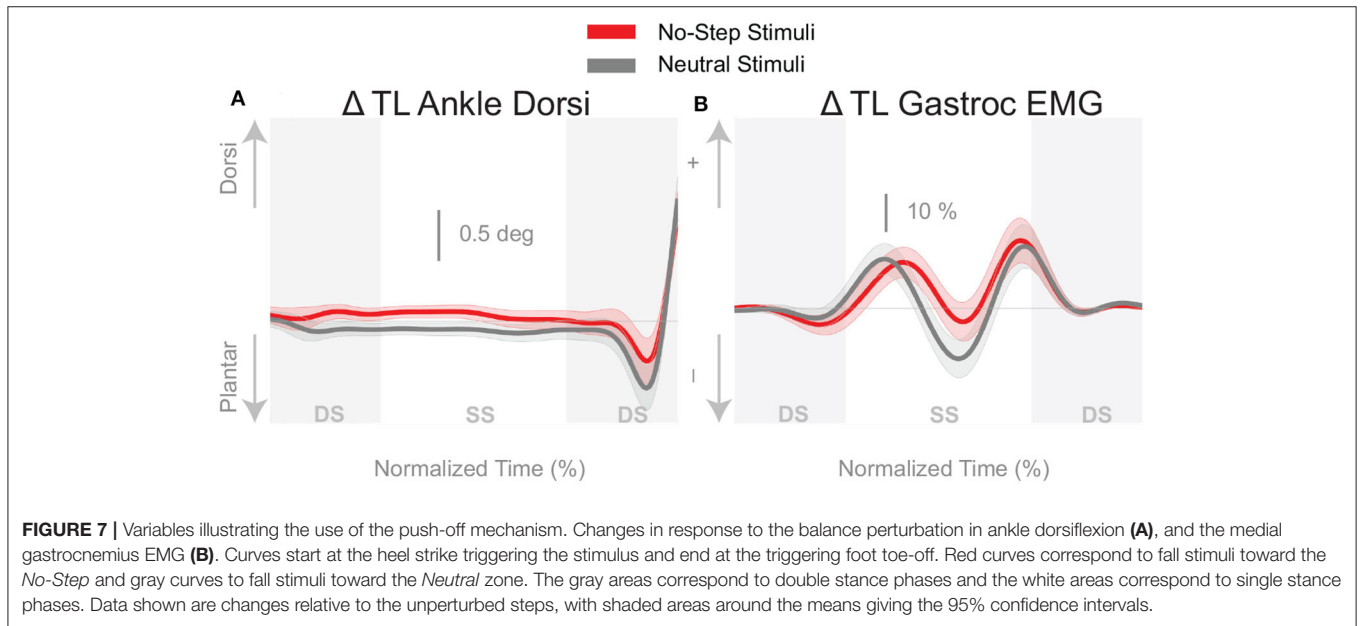 No-Step Stimuli
Neutral Stimuli
A
Δ TL Ankle Dorsi
B
Δ TL Gastroc EMG
Dorsi
Plantar
0.5 deg
DS
SS
DS
Normalized Time (%)
+
–
10 %
DS
SS
DS
Normalized Time (%)
FIGURE 7 | Variables illustrating the use of the push-off mechanism. Changes in response to the balance perturbation in ankle dorsiflexion (A), and the medial
gastrocnemius EMG (B). Curves start at the heel strike triggering the stimulus and end at the triggering foot toe-off. Red curves correspond to fall stimuli toward the
No-Step and gray curves to fall stimuli toward the Neutral zone. The gray areas correspond to double stance phases and the white areas correspond to single stance
phases. Data shown are changes relative to the unperturbed steps, with shaded areas around the means giving the 95% confidence intervals.